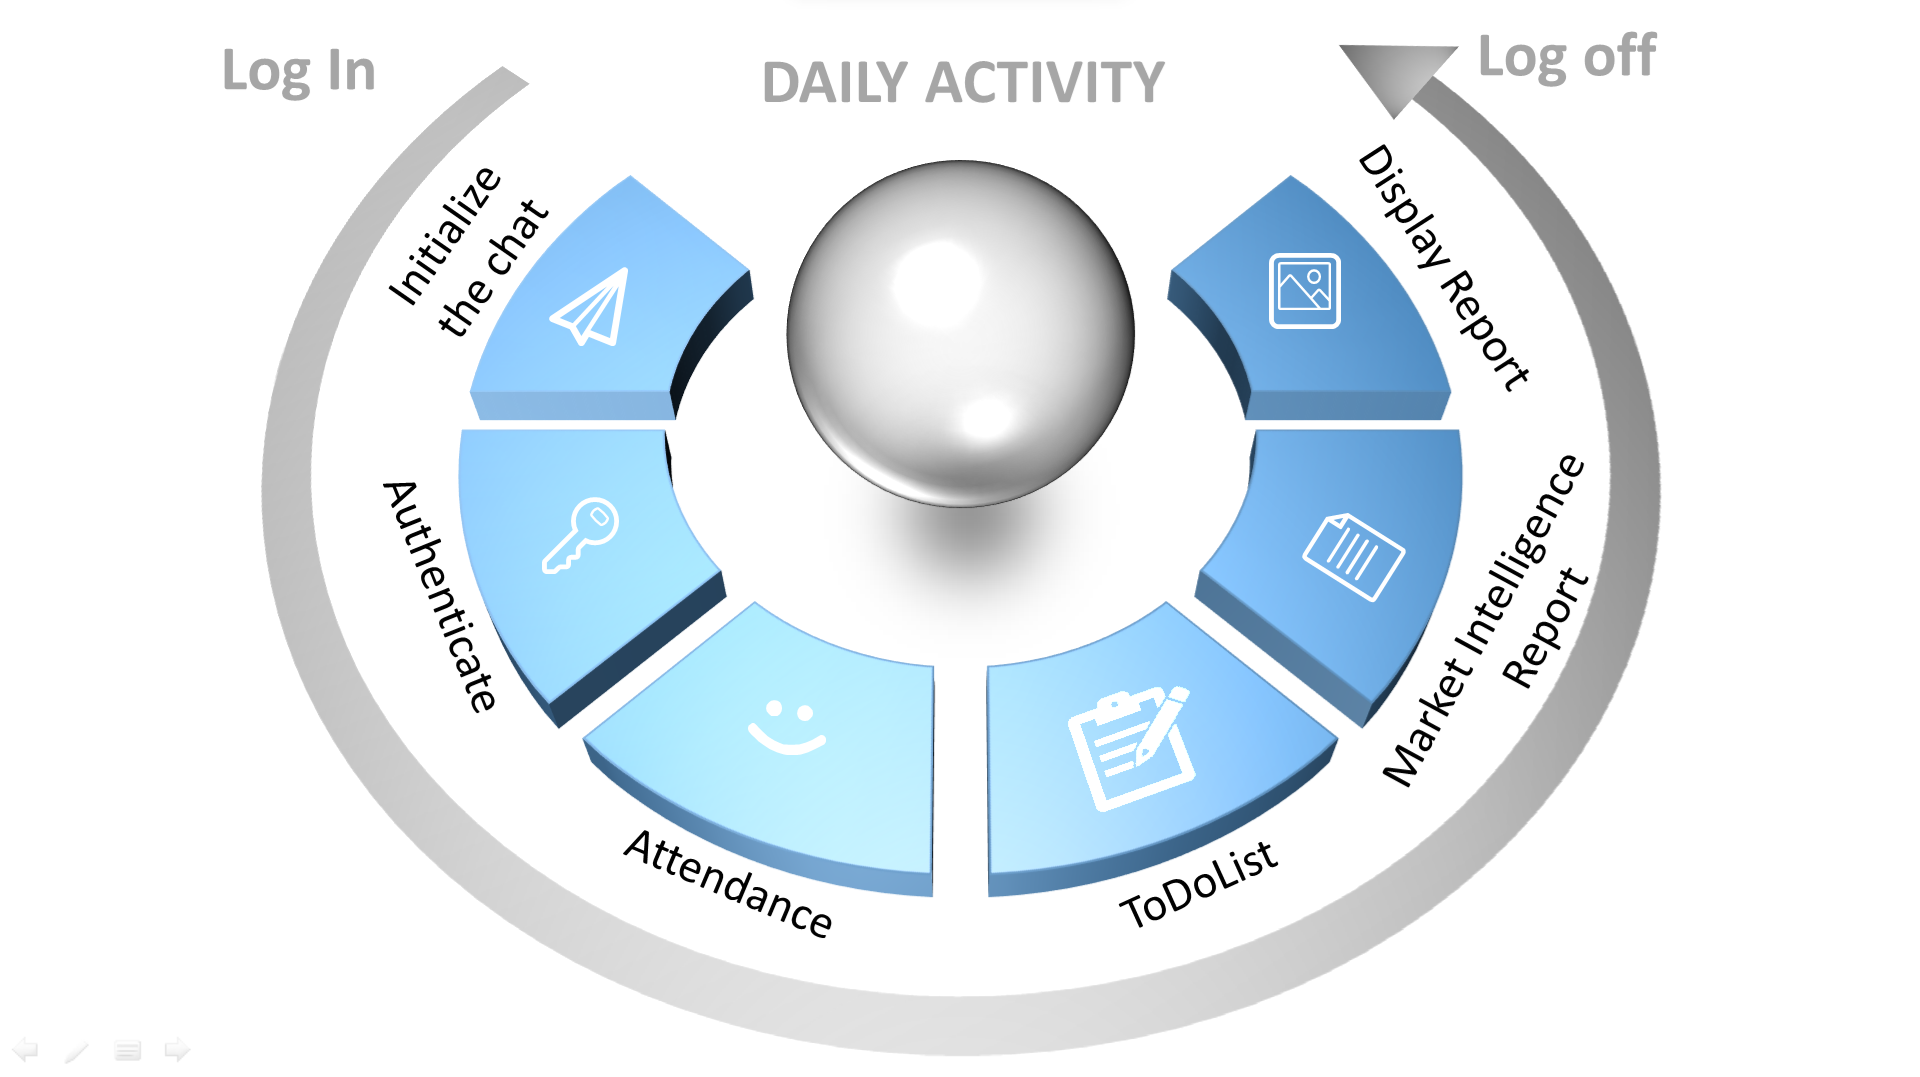 Log In
DAILY ACTIVITY
Log off
Initialize
the chat
Authenticate
Attendance
ToDoList
Market Intelligence
Report
Display Report